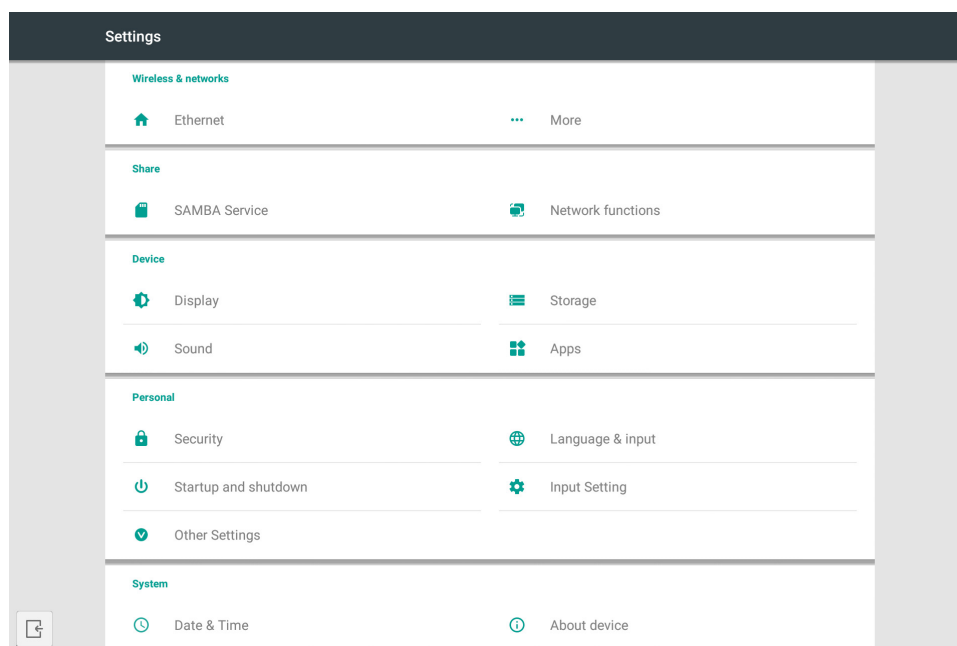 Settings
Wireless & networks
Ethernet
More
Share
SAMBA Service
Network functions
Device
Display
Storage
Sound
Apps
Personal
Security
Language & input
Startup and shutdown
Input Setting
Other Settings
System
Date & Time
About device